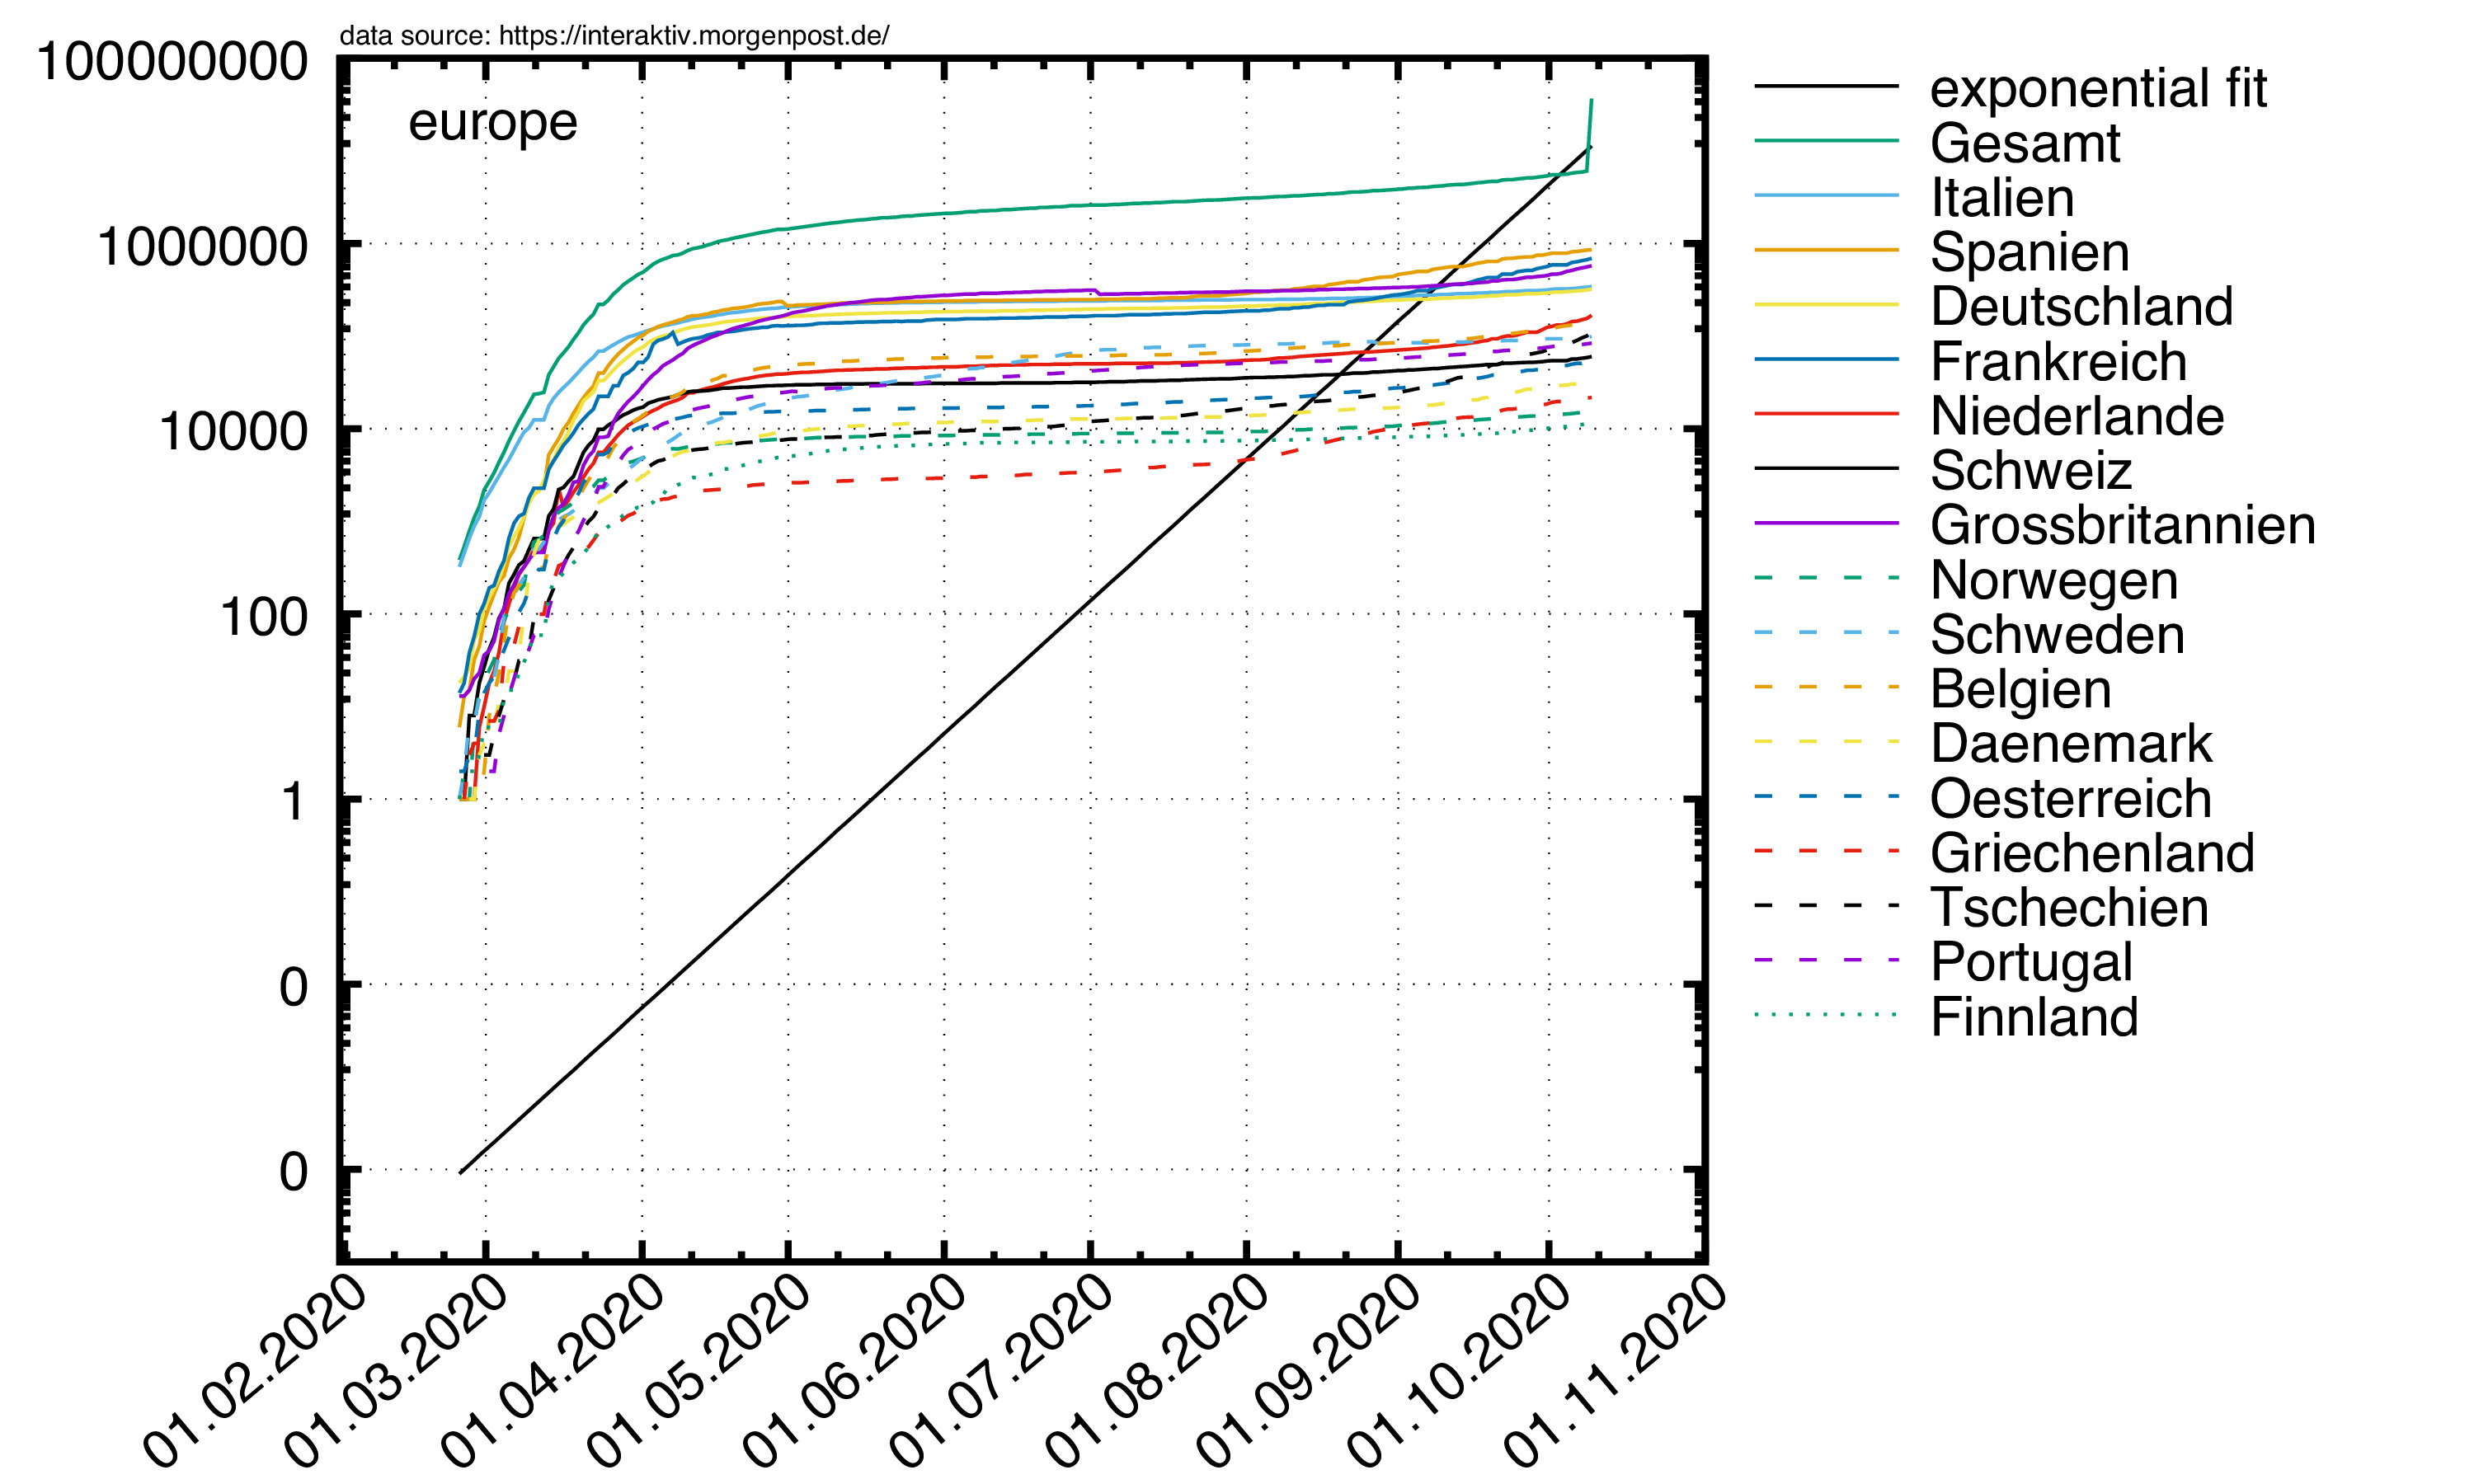 data source: https://interaktiv.morgenpost.de/
europe
100000000
1000000
10000
100
1
0
0
01.02.2020
01.03.2020
01.04.2020
01.05.2020
01.06.2020
01.07.2020
01.08.2020
01.09.2020
01.10.2020
01.11.2020
exponential fit
Gesamt
Italien
Spanien
Deutschland
Frankreich
Niederlande
Schweiz
Grossbritannien
Norwegen
Schweden
Belgien
Daenemark
Oesterreich
Griechenland
Tschechien
Portugal
Finnland